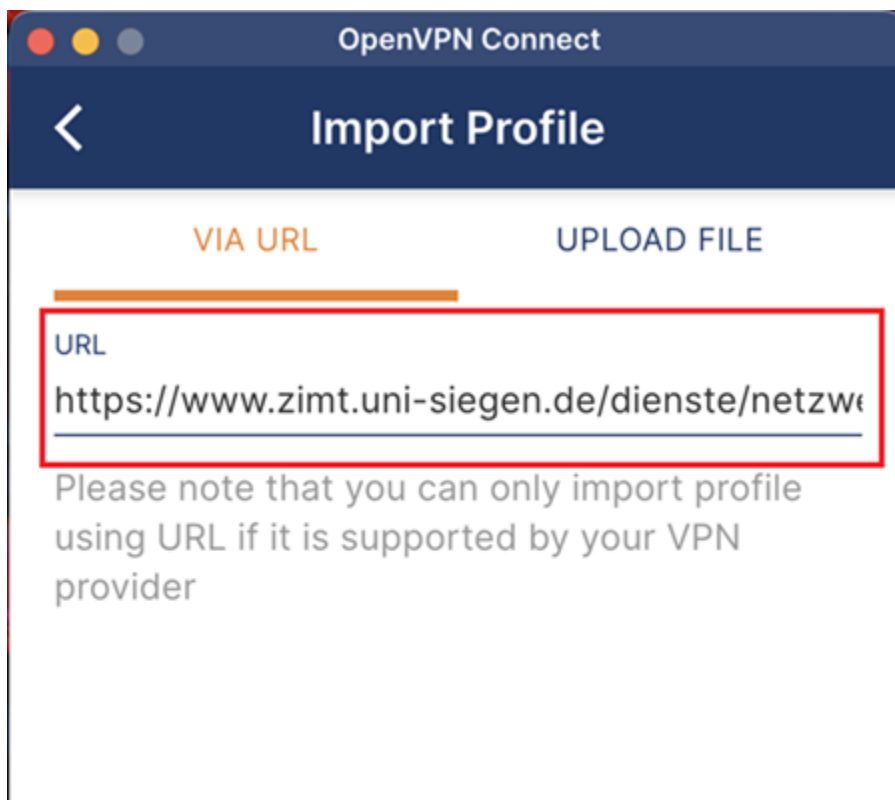 OpenVPN Connect
Import Profile
VIA URL
UPLOAD FILE
URL
https://www.zimt.uni-siegen.de/dienste/netzwe
Please note that you can only import profile
using URL if it is supported by your VPN
provider